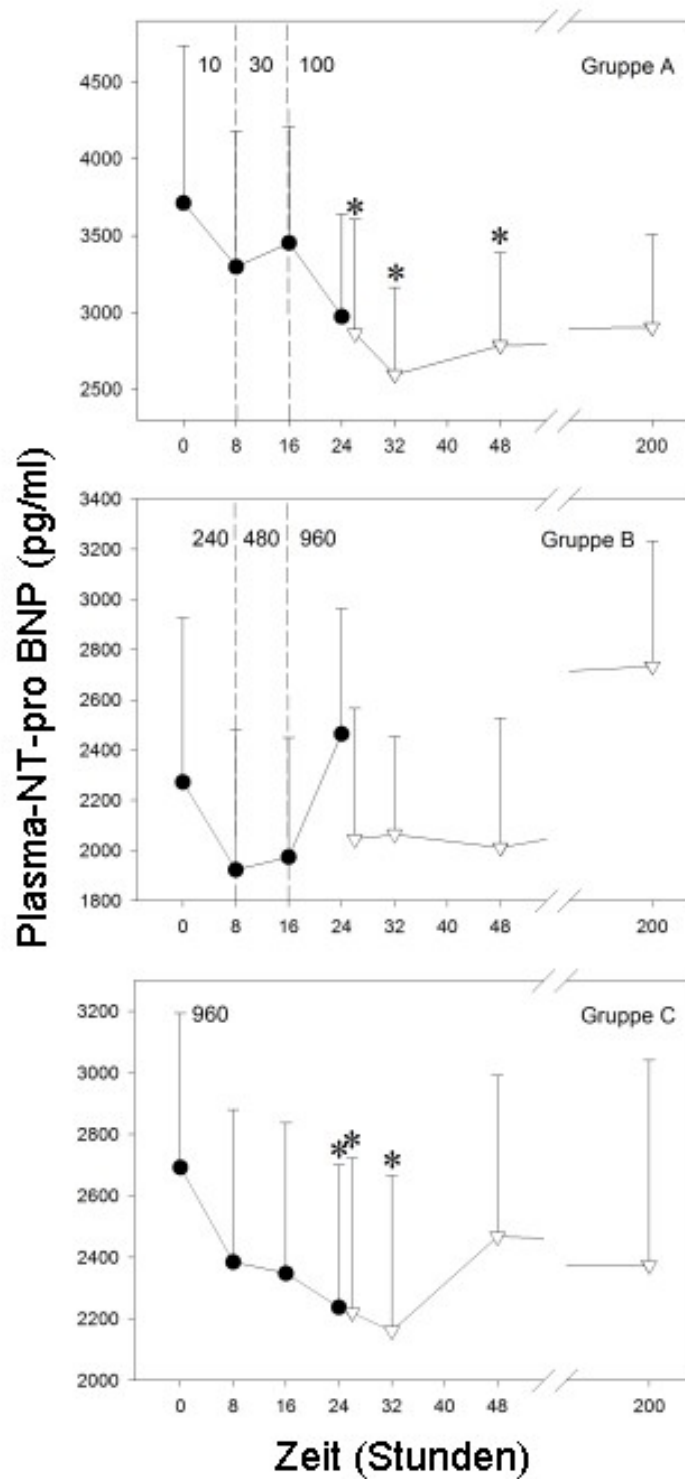 Plasma-NT-pro BNP (pg/ml)
10 30 100 Gruppe A
4500
4000
3500
3000
2500
* * *
0 8 16 24 32 40 48 200
240 480 960 Gruppe B
3400
3200
3000
2800
2600
2400
2200
2000
1800
0 8 16 24 32 40 48 200
960 Gruppe C
3200
3000
2800
2600
2400
2200
2000
* * *
0 8 16 24 32 40 48 200
Zeit (Stunden)